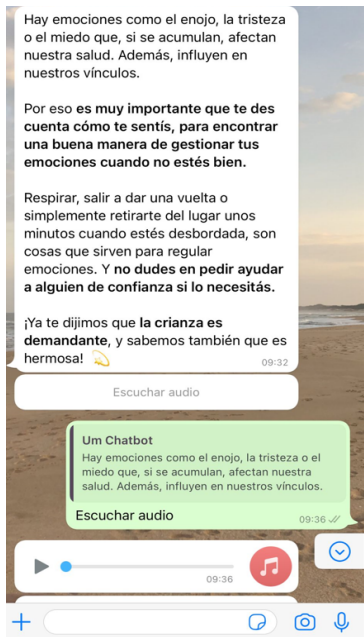 Hay emociones como el enojo, la tristeza
o el miedo que, si se acumulan, afectan
nuestra salud. Además, influyen en
nuestros vínculos.
Por eso es muy importante que te des
cuenta cómo te sentís, para encontrar
una buena manera de gestionar tus
emociones cuando no estés bien.
Respirar, salir a dar una vuelta o
simplemente retirarte del lugar unos
minutos cuando estés desbordada, son
cosas que sirven para regular
emociones. Y no dudes en pedir ayudar
a alguien de confianza si lo necesitás.
¡Ya te dijimos que la crianza es
demandante, y sabemos también que es
hermosa! 💫
09:32
Escuchar audio
Um Chatbot
Hay emociones como el enojo, la tristeza o el
miedo que, si se acumulan, afectan nuestra
salud. Además, influyen en nuestros vínculos.
Escuchar audio
09:36
09:36